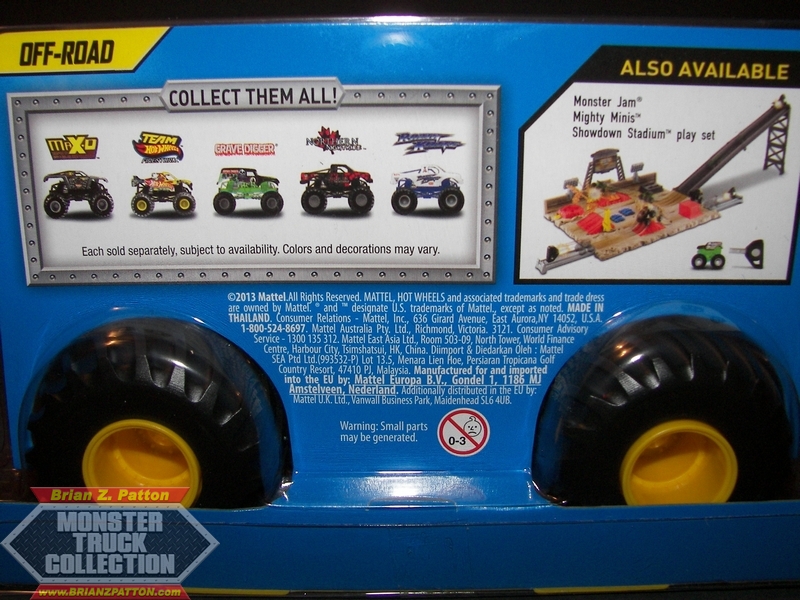 OFF-ROAD
COLLECT THEM ALL!
MAX-D
TEAM
HOT WHEELS
FIRESTORM
GRAVE DIGGER
NORTHERN
Each sold separately, subject to availability. Colors and decorations may vary.
ALSO AVAILABLE
Monster Jam®
Mighty Minis™
Showdown Stadium™ play set
©2013 Mattel.All Rights Reserved. MATTEL, HOT WHEELS and associated trademarks and trade dress
are owned by Mattel. ® and ™ designate U.S. trademarks of Mattel, except as noted. MADE IN
THAILAND. Consumer Relations - Mattel, Inc, 636 Girard Avenue, East Aurora,NY 14052, U.S.A.
1-800-524-8697. Mattel Australia Pty. Ltd., Richmond, Victoria. 3121. Consumer Advisory
Service - 1300 135 312. Mattel East Asia Ltd., Room 503-09, North Tower, World Finance
Centre, Harbour City, Tsimshatsui, HK, China. Diimport & Diedarkan Oleh : Mattel
SEA Ptd Ltd.(993532-P) Lot 13.5, Menara Lien Hoe, Persiaran Tropicana Golf
Country Resort, 47410 PJ, Malaysia. Manufactured for and imported
into the EU by: Mattel Europa B.V., Gondel 1, 1186 MJ
Amstelveen, Nederland. Additionally distributed in the EU by:
Mattel U.K. Ltd., Vanwall Business Park, Maidenhead SL6 4UB.
Warning: Small parts
may be generated.
0-3
Brian Z. Patton
MONSTER
TRUCK
COLLECTION
www.BRIANZPATTON.com